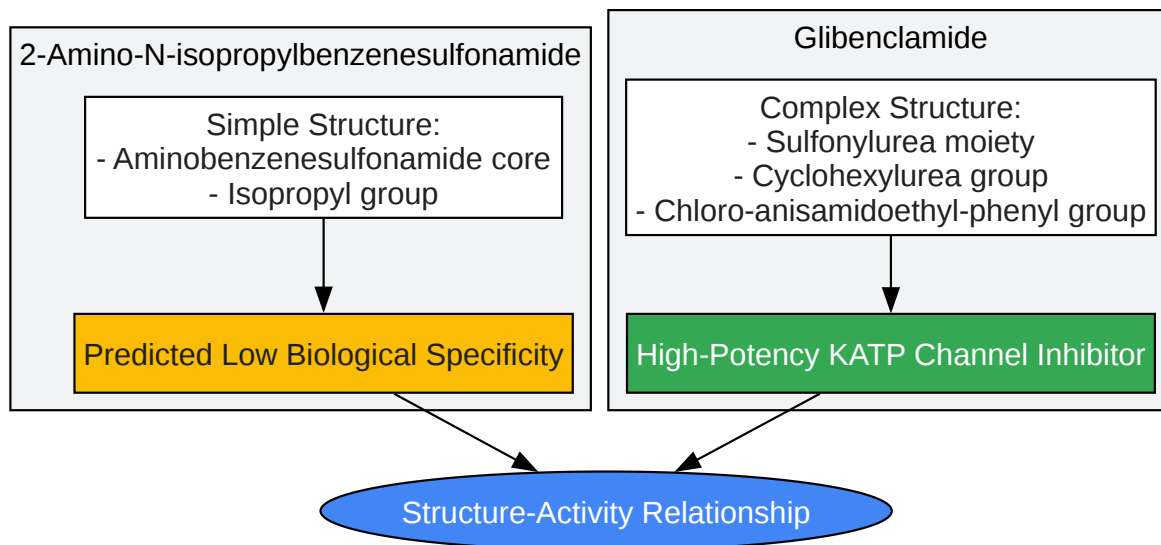 2-Amino-N-isopropylbenzenesulfonamide
Simple Structure:
- Aminobenzenesulfonamide core
- Isopropyl group
Predicted Low Biological Specificity
Glibenclamide
Complex Structure:
- Sulfonylurea moiety
- Cyclohexylurea group
- Chloro-anisamidoethyl-phenyl group
High-Potency KATP Channel Inhibitor
Structure-Activity Relationship